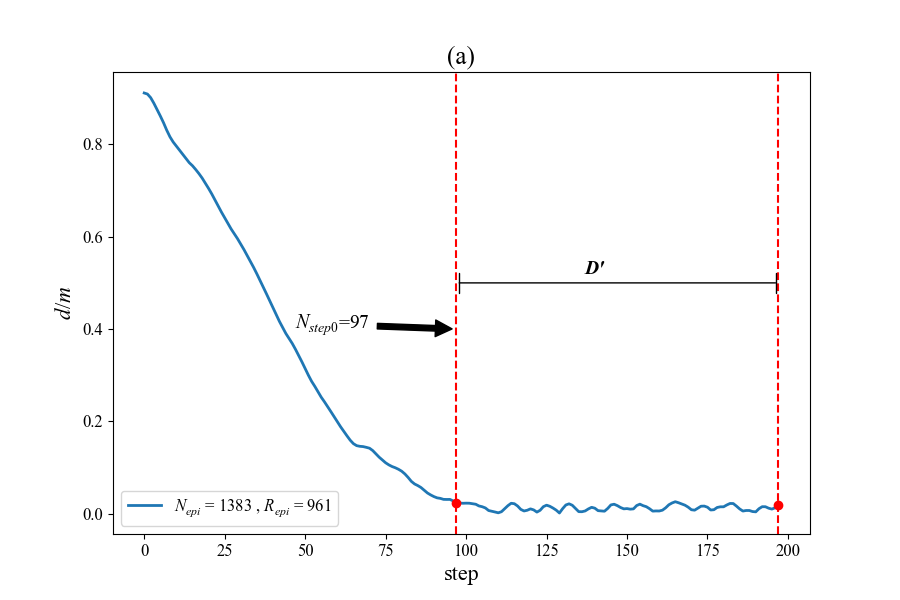 (a)
0.8
0.6
0.4
0.2
0.0
d/m
D′
N_step0=97
N_epi = 1383 , R_epi = 961
0 25 50 75 100 125 150 175 200
step